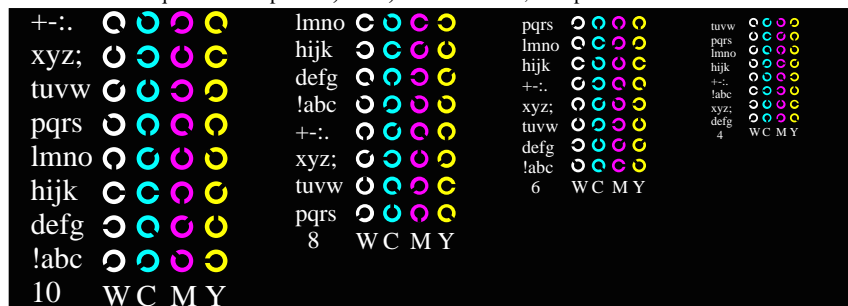 +-:.
xyz;
tuvw
pqrs
lmno
hijk
defg
!abc
10 W C M Y
lmno
hijk
defg
!abc
+-:.
xyz;
tuvw
pqrs
8 W C M Y
pqrs
lmno
hijk
+-:.
xyz;
tuvw
defg
!abc
6 W C M Y
tuvw
pqrs
lmno
hijk
+-:.
!abc
xyz;
defg
4 W C M Y